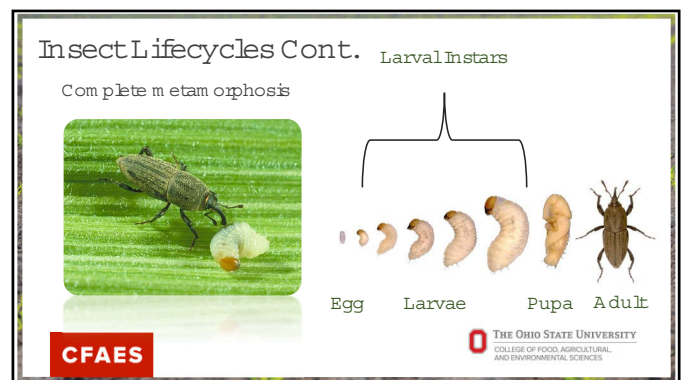 Insect Lifecycles Cont.
Larval Instars
Complete metamorphosis
Egg Larvae Pupa Adult
CFAES
THE OHIO STATE UNIVERSITY
COLLEGE OF FOOD, AGRICULTURAL,
AND ENVIRONMENTAL SCIENCES